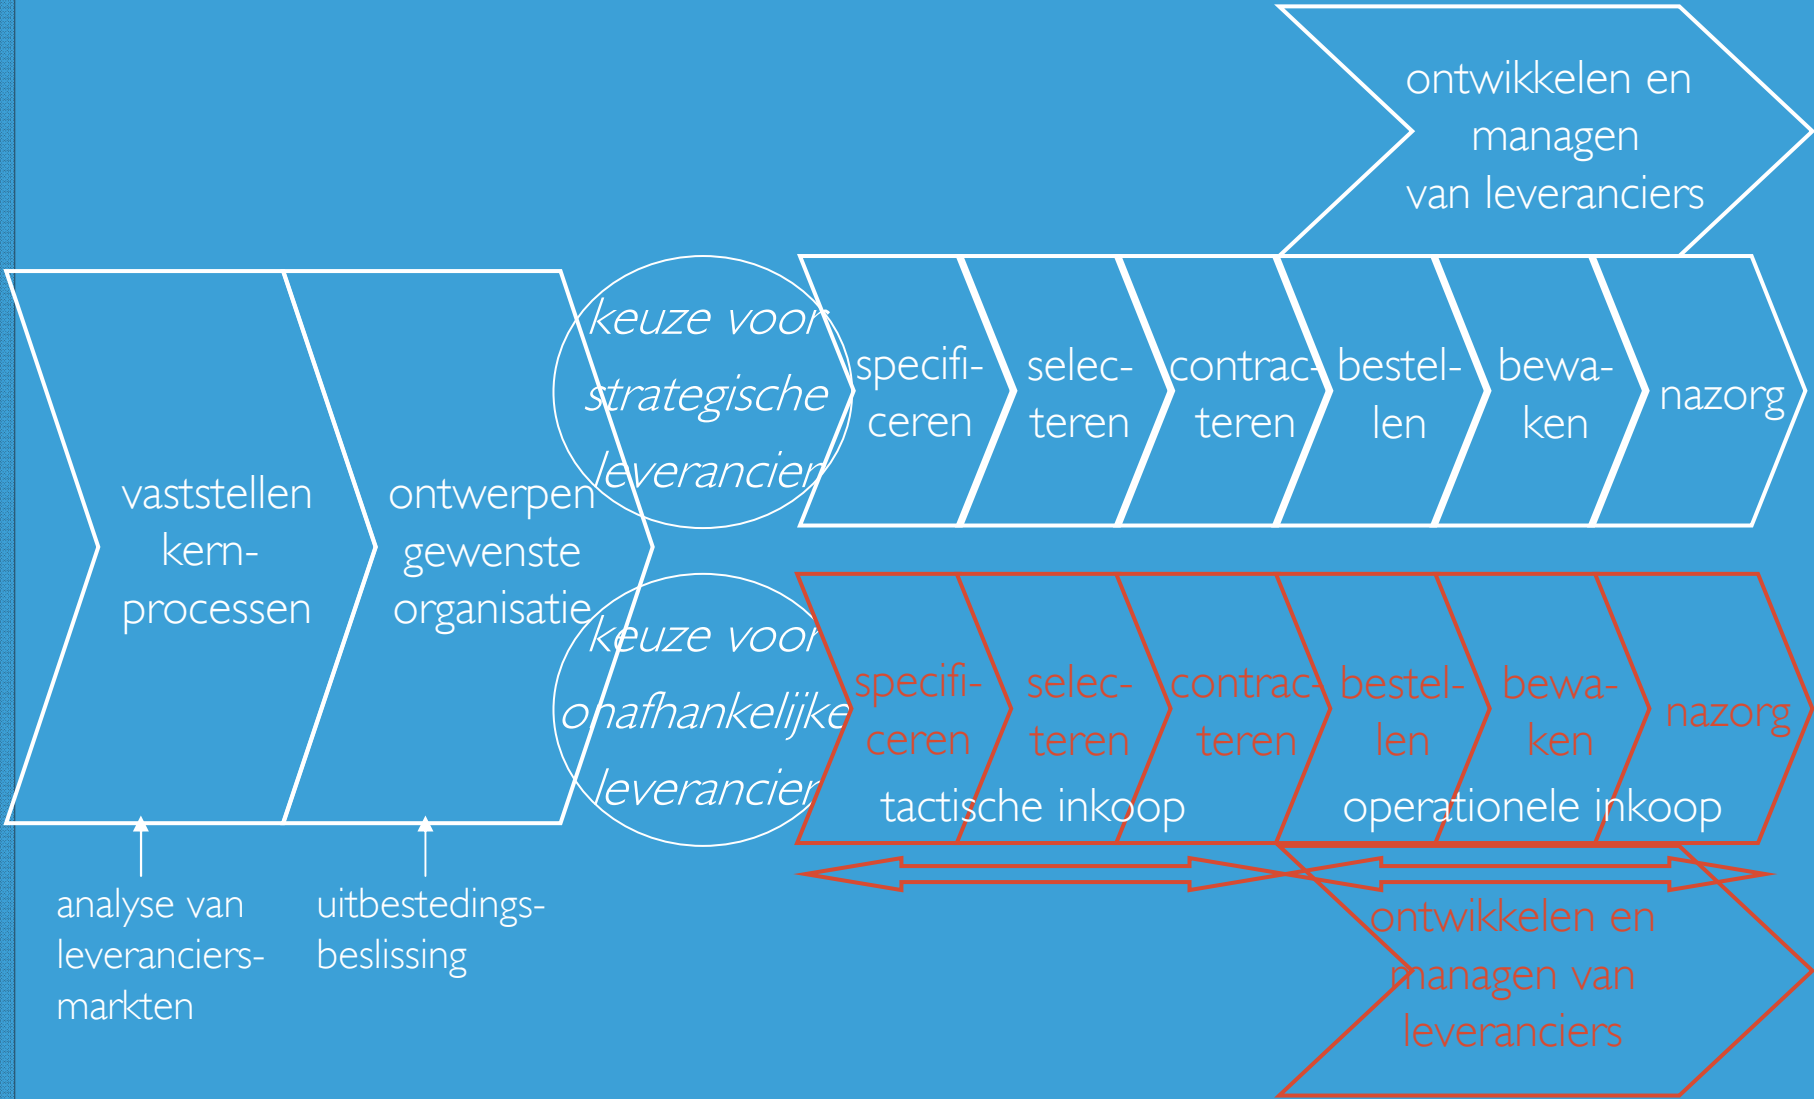 ontwikkelen en
managen
van leveranciers
vaststellen
kern-
processen
ontwerpen
gewenste
organisatie
keuze voor
strategische
leverancier
specifi-
ceren
selec-
teren
contrac-
teren
bestel-
len
bewa-
ken
nazorg
keuze voor
onafhankelijke
leverancier
specifi-
ceren
selec-
teren
contrac-
teren
bestel-
len
bewa-
ken
nazorg
tactische inkoop
operationele inkoop
analyse van
leveranciers-
markten
uitbestedings-
beslissing
ontwikkelen en
managen van
leveranciers